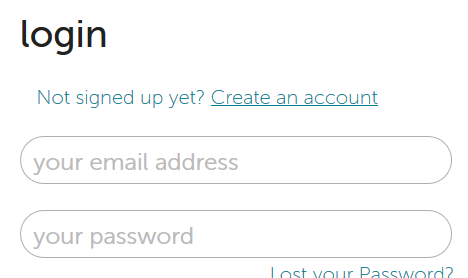 login
Not signed up yet? Create an account
your email address
your password
Lost your Password?